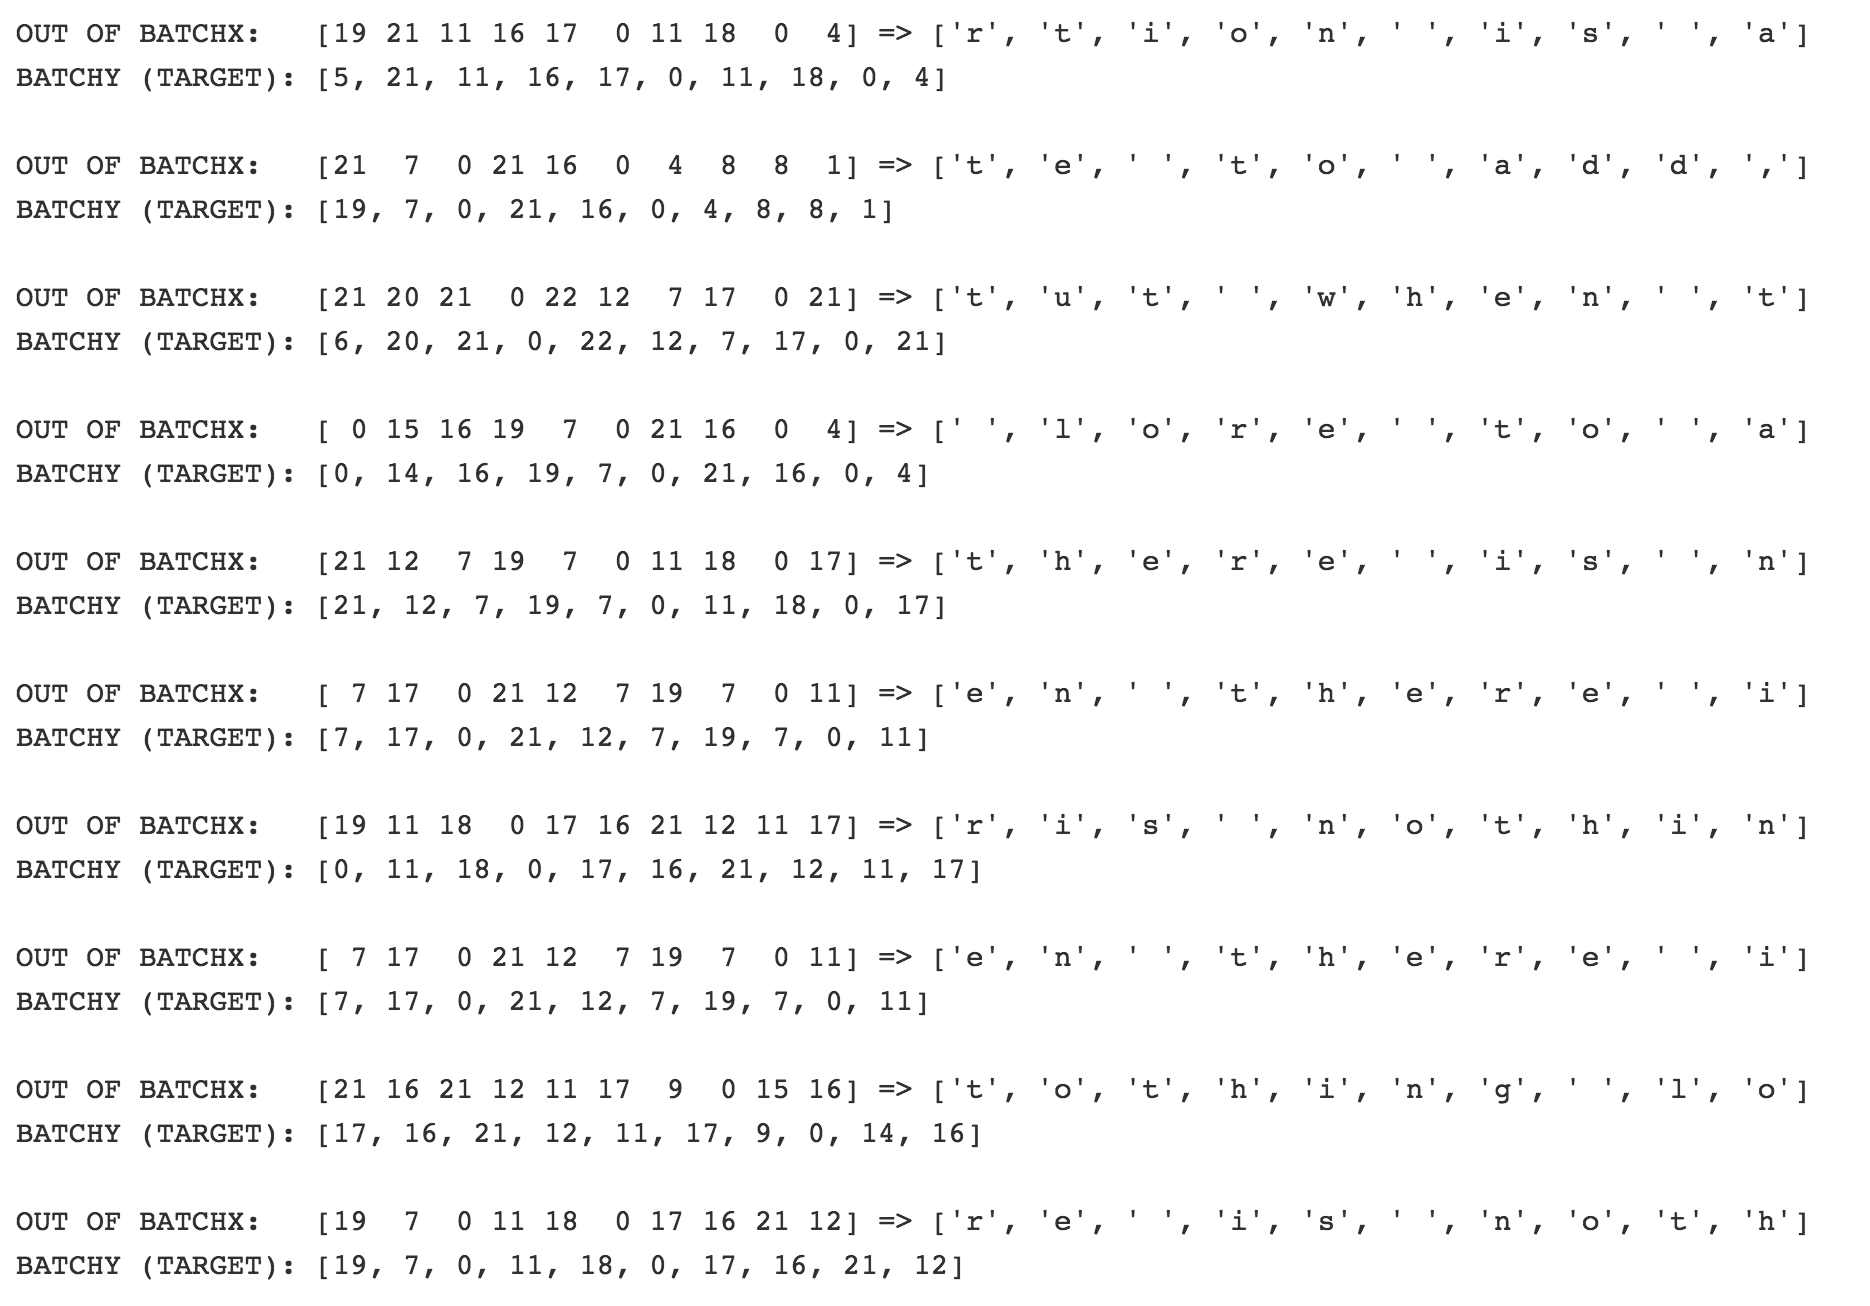 OUT OF BATCHX:   [19 21 11 16 17  0 11 18  0  4] => ['r', 't', 'i', 'o', 'n', ' ', 'i', 's', ' ', 'a']
BATCHY (TARGET): [5, 21, 11, 16, 17, 0, 11, 18, 0, 4]
OUT OF BATCHX:   [21  7  0 21 16  0  4  8  8  1] => ['t', 'e', ' ', 't', 'o', ' ', 'a', 'd', 'd', ',']
BATCHY (TARGET): [19, 7, 0, 21, 16, 0, 4, 8, 8, 1]
OUT OF BATCHX:   [21 20 21  0 22 12  7 17  0 21] => ['t', 'u', 't', ' ', 'w', 'h', 'e', 'n', ' ', 't']
BATCHY (TARGET): [6, 20, 21, 0, 22, 12, 7, 17, 0, 21]
OUT OF BATCHX:   [ 0 15 16 19  7  0 21 16  0  4] => [' ', 'l', 'o', 'r', 'e', ' ', 't', 'o', ' ', 'a']
BATCHY (TARGET): [0, 14, 16, 19, 7, 0, 21, 16, 0, 4]
OUT OF BATCHX:   [21 12  7 19  7  0 11 18  0 17] => ['t', 'h', 'e', 'r', 'e', ' ', 'i', 's', ' ', 'n']
BATCHY (TARGET): [21, 12, 7, 19, 7, 0, 11, 18, 0, 17]
OUT OF BATCHX:   [ 7 17  0 21 12  7 19  7  0 11] => ['e', 'n', ' ', 't', 'h', 'e', 'r', 'e', ' ', 'i']
BATCHY (TARGET): [7, 17, 0, 21, 12, 7, 19, 7, 0, 11]
OUT OF BATCHX:   [19 11 18  0 17 16 21 12 11 17] => ['r', 'i', 's', ' ', 'n', 'o', 't', 'h', 'i', 'n']
BATCHY (TARGET): [0, 11, 18, 0, 17, 16, 21, 12, 11, 17]
OUT OF BATCHX:   [ 7 17  0 21 12  7 19  7  0 11] => ['e', 'n', ' ', 't', 'h', 'e', 'r', 'e', ' ', 'i']
BATCHY (TARGET): [7, 17, 0, 21, 12, 7, 19, 7, 0, 11]
OUT OF BATCHX:   [21 16 21 12 11 17  9  0 15 16] => ['t', 'o', 't', 'h', 'i', 'n', 'g', ' ', 'l', 'o']
BATCHY (TARGET): [17, 16, 21, 12, 11, 17, 9, 0, 14, 16]
OUT OF BATCHX:   [19  7  0 11 18  0 17 16 21 12] => ['r', 'e', ' ', 'i', 's', ' ', 'n', 'o', 't', 'h']
BATCHY (TARGET): [19, 7, 0, 11, 18, 0, 17, 16, 21, 12]